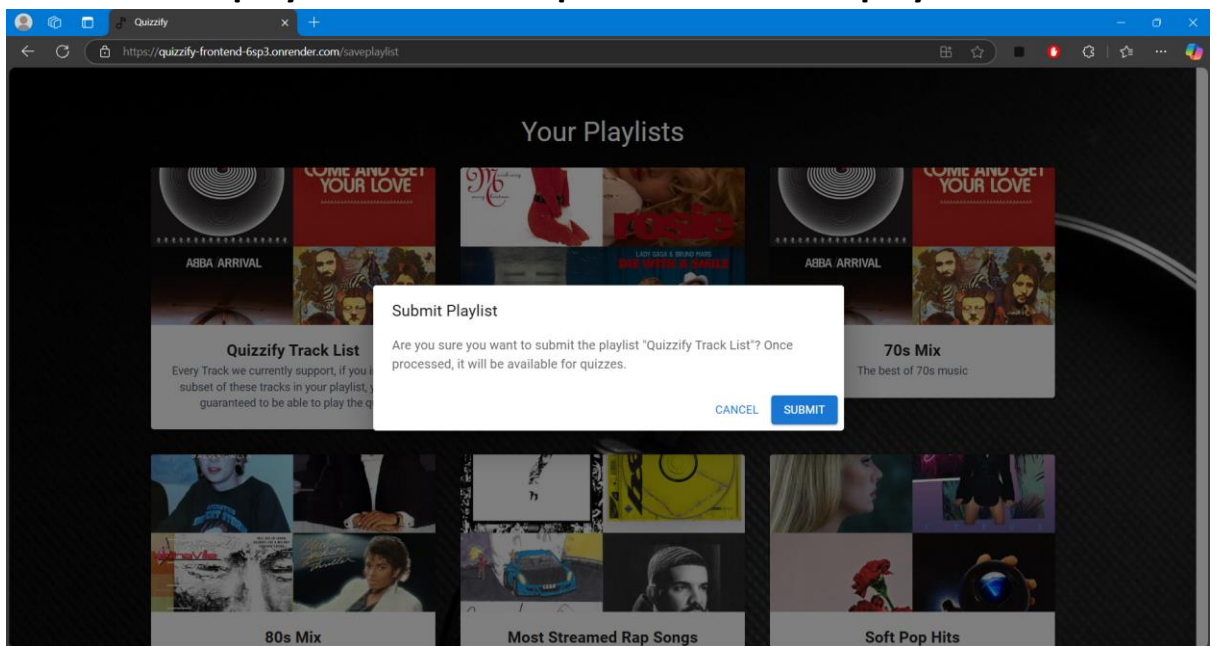 Quizzify
https://quizzify-frontend-6sp3.onrender.com/saveplaylist
Your Playlists
COME AND GET
YOUR LOVE
rosie
LADY GAGA & BRUNO MARS
DIE WITH A SMILE
COME AND GET
YOUR LOVE
ABBA/ARRIVAL
ABBA/ARRIVAL
Submit Playlist
Are you sure you want to submit the playlist "Quizzify Track List"? Once
processed, it will be available for quizzes.
CANCEL
SUBMIT
Quizzify Track List
Every Track we currently support, if you
subset of these tracks in your playlist,
guaranteed to be able to play the
70s Mix
The best of 70s music
80s Mix
Most Streamed Rap Songs
Soft Pop Hits